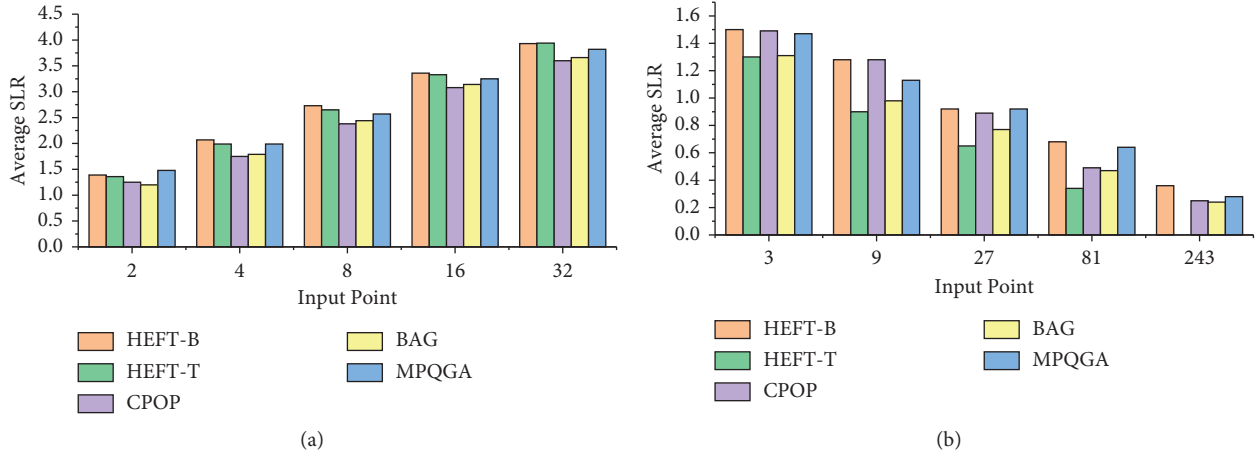 4.5
4.0
3.5
3.0
2.5
2.0
1.5
1.0
0.5
0.0
Average SLR
2 4 8 16 32
Input Point
HEFT-B
HEFT-T
CPOP
BAG
MPQGA
(a)
1.6
1.4
1.2
1.0
0.8
0.6
0.4
0.2
0.0
Average SLR
3 9 27 81 243
Input Point
HEFT-B
HEFT-T
CPOP
BAG
MPQGA
(b)